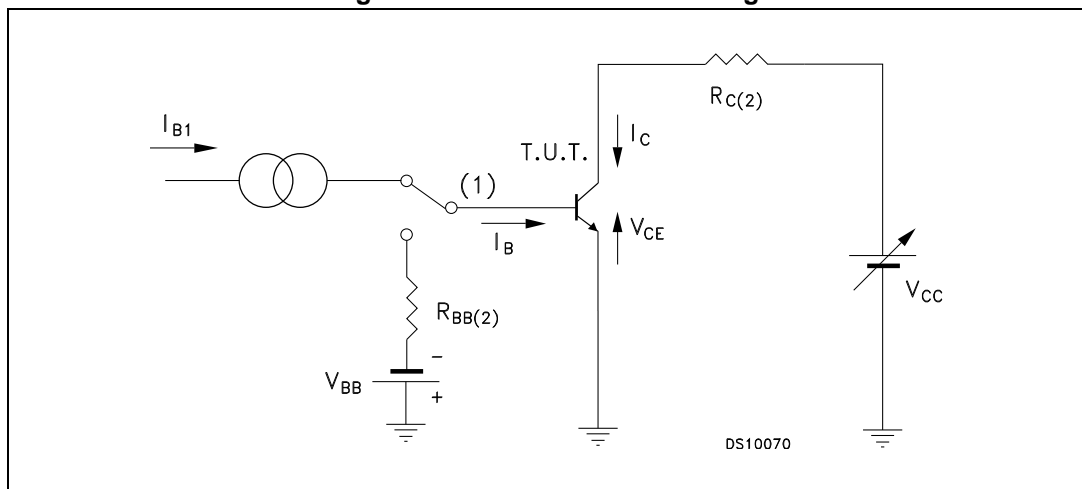 I_B1
R_C(2)
I_C
T.U.T.
(1)
I_B
V_CE
V_CC
R_BB(2)
−
V_BB
+
DS10070